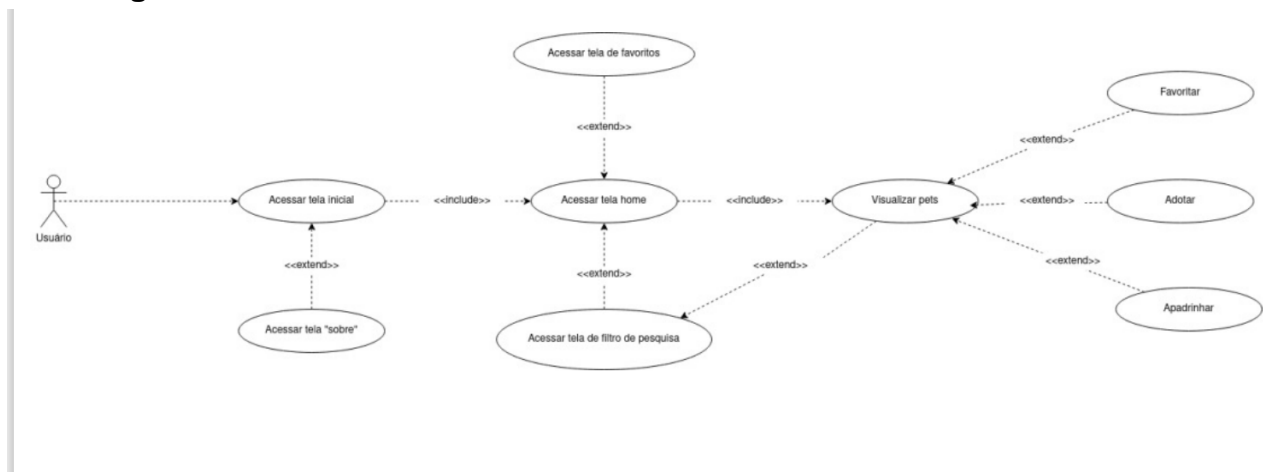 Acessar tela de favoritos
Favoritar
<<extend>>
<<extend>>
Acessar tela inicial
<<include>>
Acessar tela home
<<include>>
Visualizar pets
<<extend>>
Adotar
Usuário
<<extend>>
<<extend>>
<<extend>>
<<extend>>
Apadrinhar
Acessar tela "sobre"
Acessar tela de filtro de pesquisa